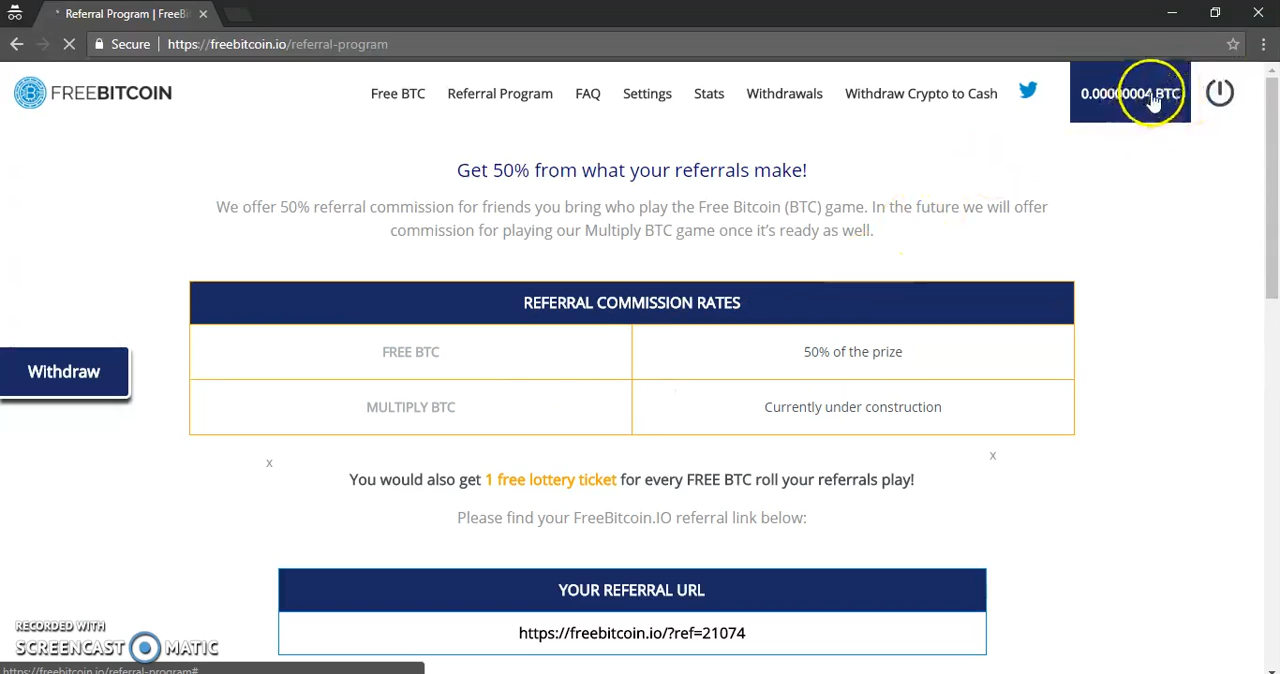 Referral Program | FreeBit
Secure
https://freebitcoin.io/referral-program
FREEBITCOIN
Free BTC
Referral Program
FAQ
Settings
Stats
Withdrawals
Withdraw Crypto to Cash
0.00000004 BTC
Get 50% from what your referrals make!
We offer 50% referral commission for friends you bring who play the Free Bitcoin (BTC) game. In the future we will offer
commission for playing our Multiply BTC game once it's ready as well.
REFERRAL COMMISSION RATES
FREE BTC
50% of the prize
Withdraw
MULTIPLY BTC
Currently under construction
x
x
You would also get 1 free lottery ticket for every FREE BTC roll your referrals play!
Please find your FreeBitcoin.IO referral link below:
YOUR REFERRAL URL
https://freebitcoin.io/?ref=21074
RECORDED WITH
SCREENCAST MATIC
https://freebitcoin.io/referral-program#